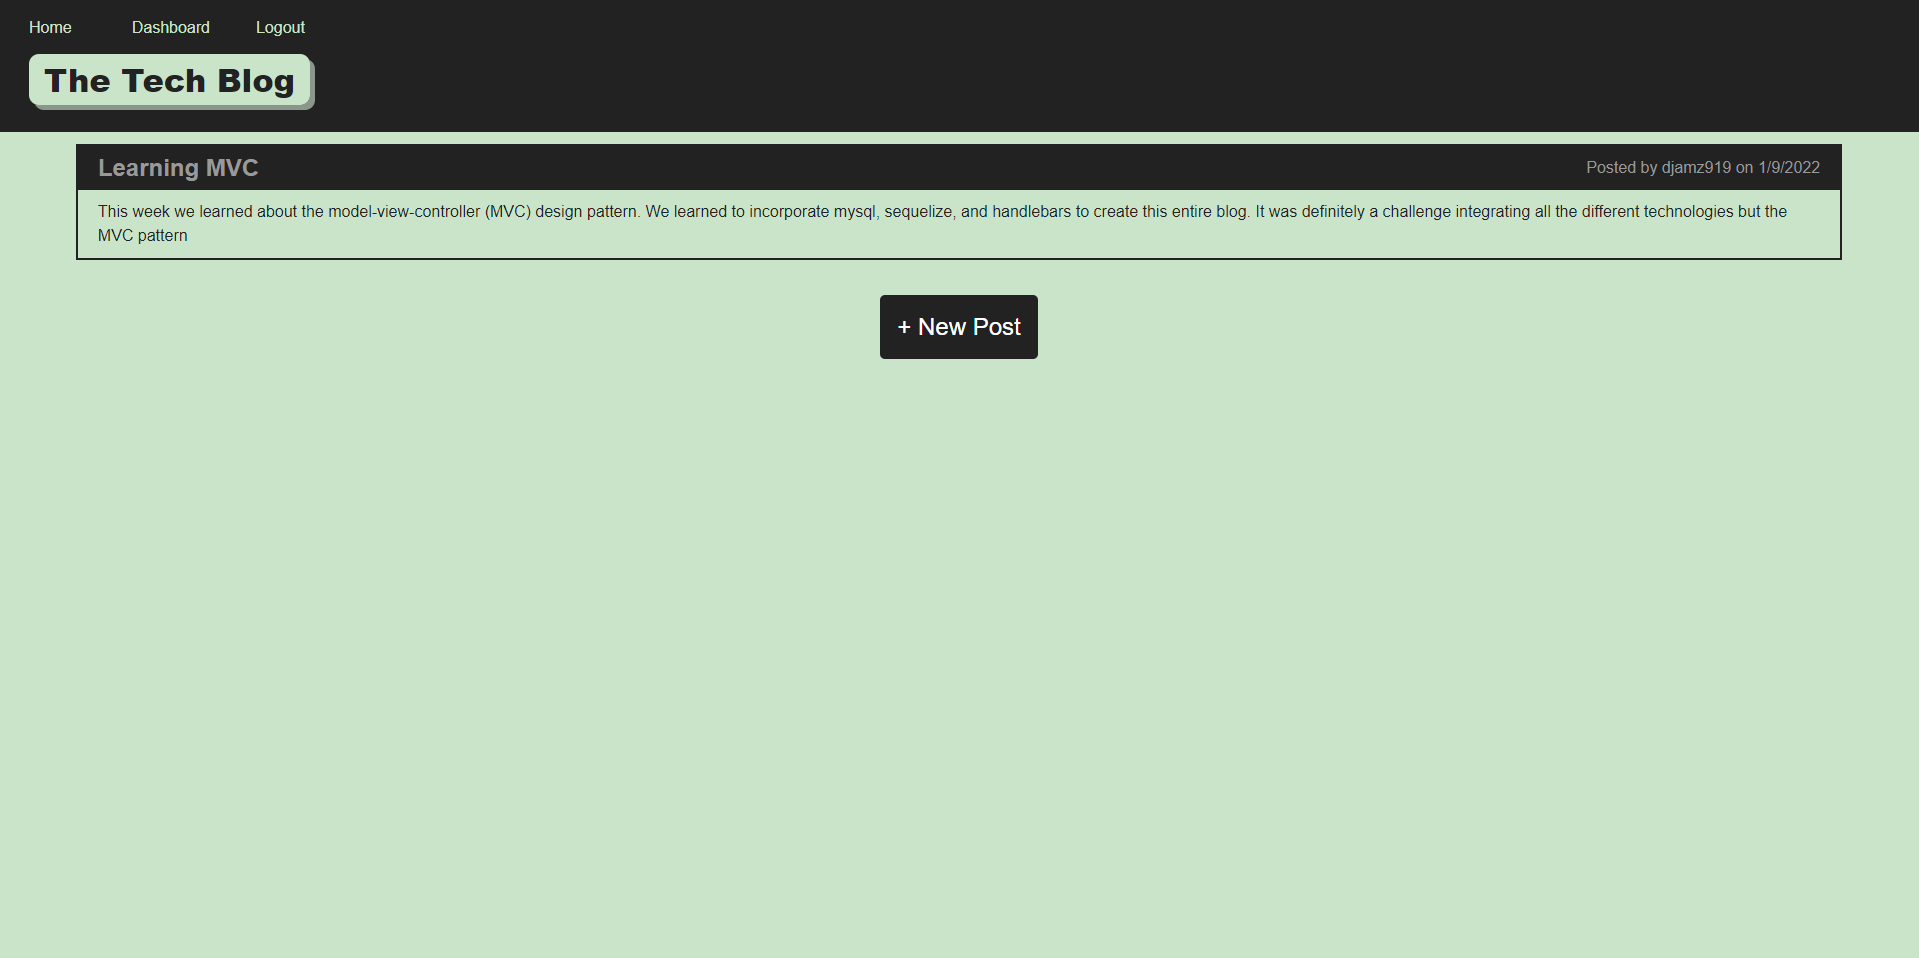 Home Dashboard Logout
The Tech Blog
Learning MVC
Posted by djamz919 on 1/9/2022
This week we learned about the model-view-controller (MVC) design pattern. We learned to incorporate mysql, sequelize, and handlebars to create this entire blog. It was definitely a challenge integrating all the different technologies but the
MVC pattern
+ New Post